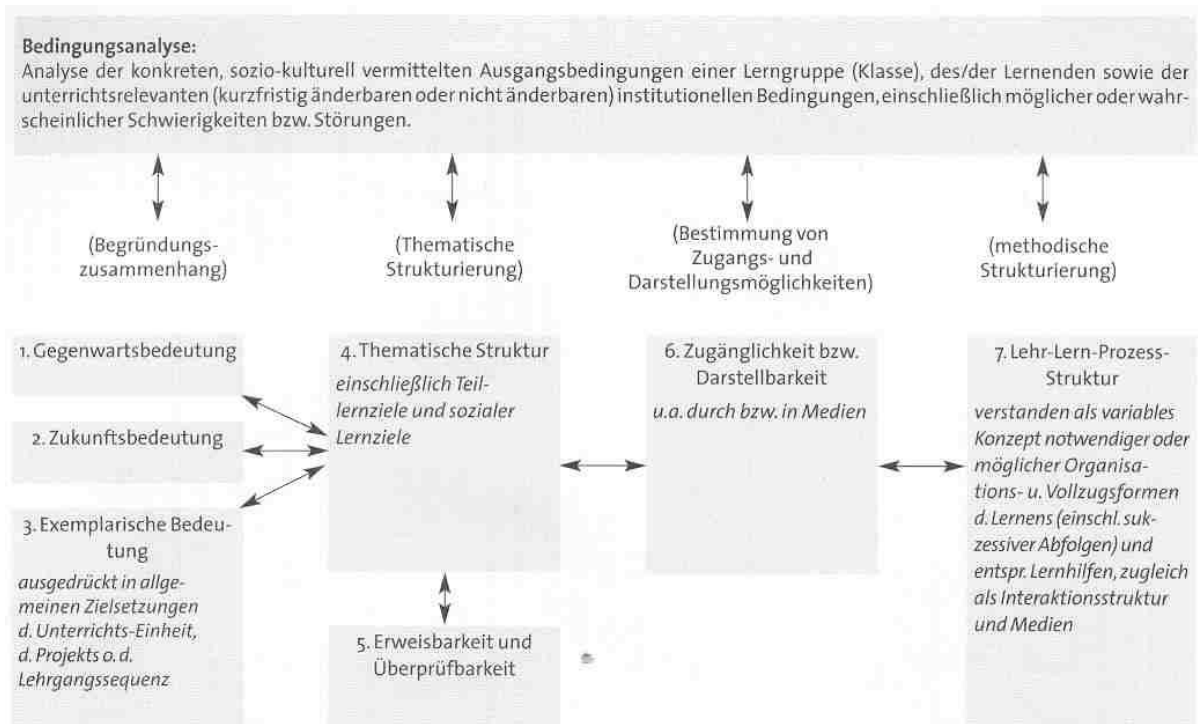 Bedingungsanalyse:
Analyse der konkreten, sozio-kulturell vermittelten Ausgangsbedingungen einer Lerngruppe (Klasse), des/der Lernenden sowie der
unterrichtsrelevanten (kurzfristig änderbaren oder nicht änderbaren) institutionellen Bedingungen, einschließlich möglicher oder wahr-
scheinlicher Schwierigkeiten bzw. Störungen.
(Begründungs-
zusammenhang)
(Thematische
Strukturierung)
(Bestimmung von
Zugangs- und
Darstellungsmöglichkeiten)
(methodische
Strukturierung)
1. Gegenwartsbedeutung
2. Zukunftsbedeutung
3. Exemplarische Bedeu-
tung
ausgedrückt in allge-
meinen Zielsetzungen
d. Unterrichts-Einheit,
d. Projekts o. d.
Lehrgangssequenz
4. Thematische Struktur
einschließlich Teil-
lernziele und sozialer
Lernziele
5. Erweisbarkeit und
Überprüfbarkeit
6. Zugänglichkeit bzw.
Darstellbarkeit
u.a. durch bzw. in Medien
7. Lehr-Lern-Prozess-
Struktur
verstanden als variables
Konzept notwendiger oder
möglicher Organisa-
tions- u. Vollzugsformen
d. Lernens (einschl. suk-
zessiver Abfolgen) und
entspr. Lernhilfen, zugleich
als Interaktionsstruktur
und Medien